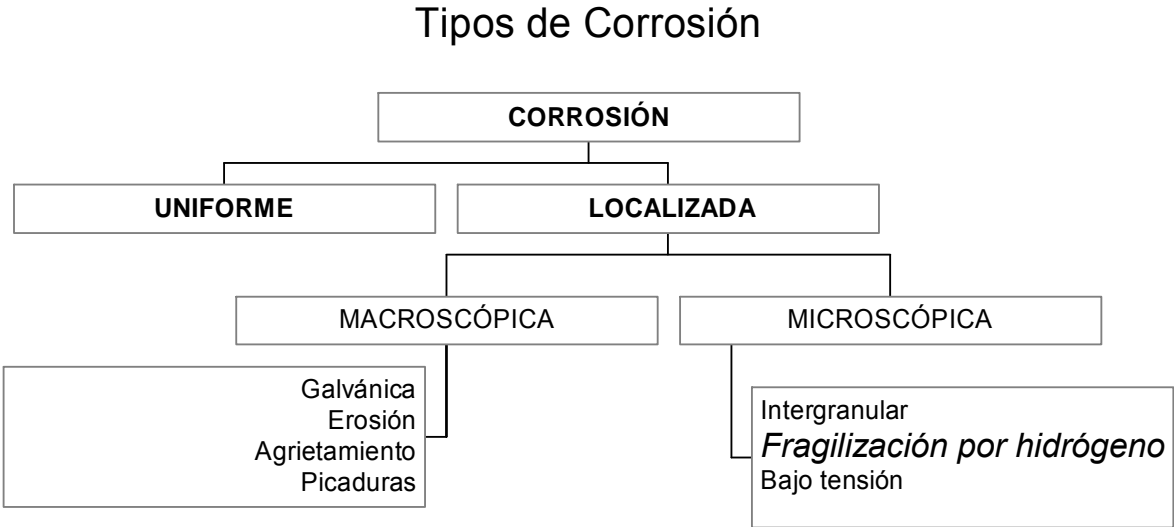 Tipos de Corrosión
CORROSIÓN
UNIFORME
LOCALIZADA
MACROSCÓPICA
MICROSCÓPICA
Galvánica
Erosión
Agrietamiento
Picaduras
Intergranular
Fragilización por hidrógeno
Bajo tensión